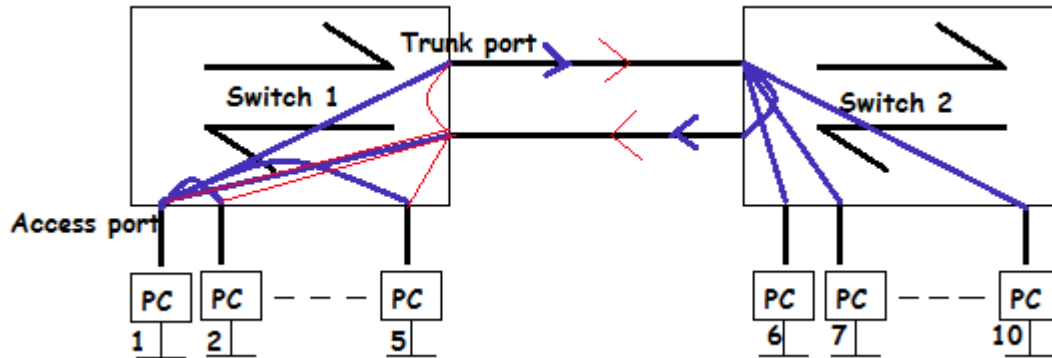 Trunk port
Switch 1
Switch 2
Access port
PC PC PC PC PC PC
1 2 5 6 7 10